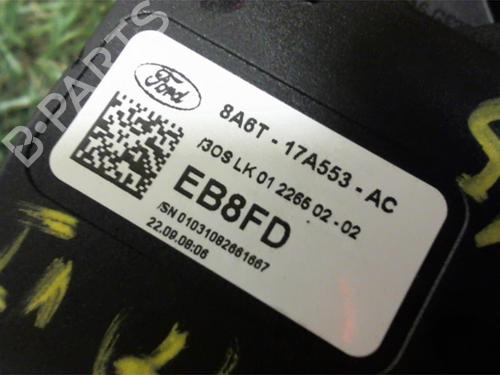 Ford
8A6T - 17A553 - AC
/3OS LK 01 2266 02 - 02
EB8FD
/SN 01031082661667
22.09.08:06
B-PARTS